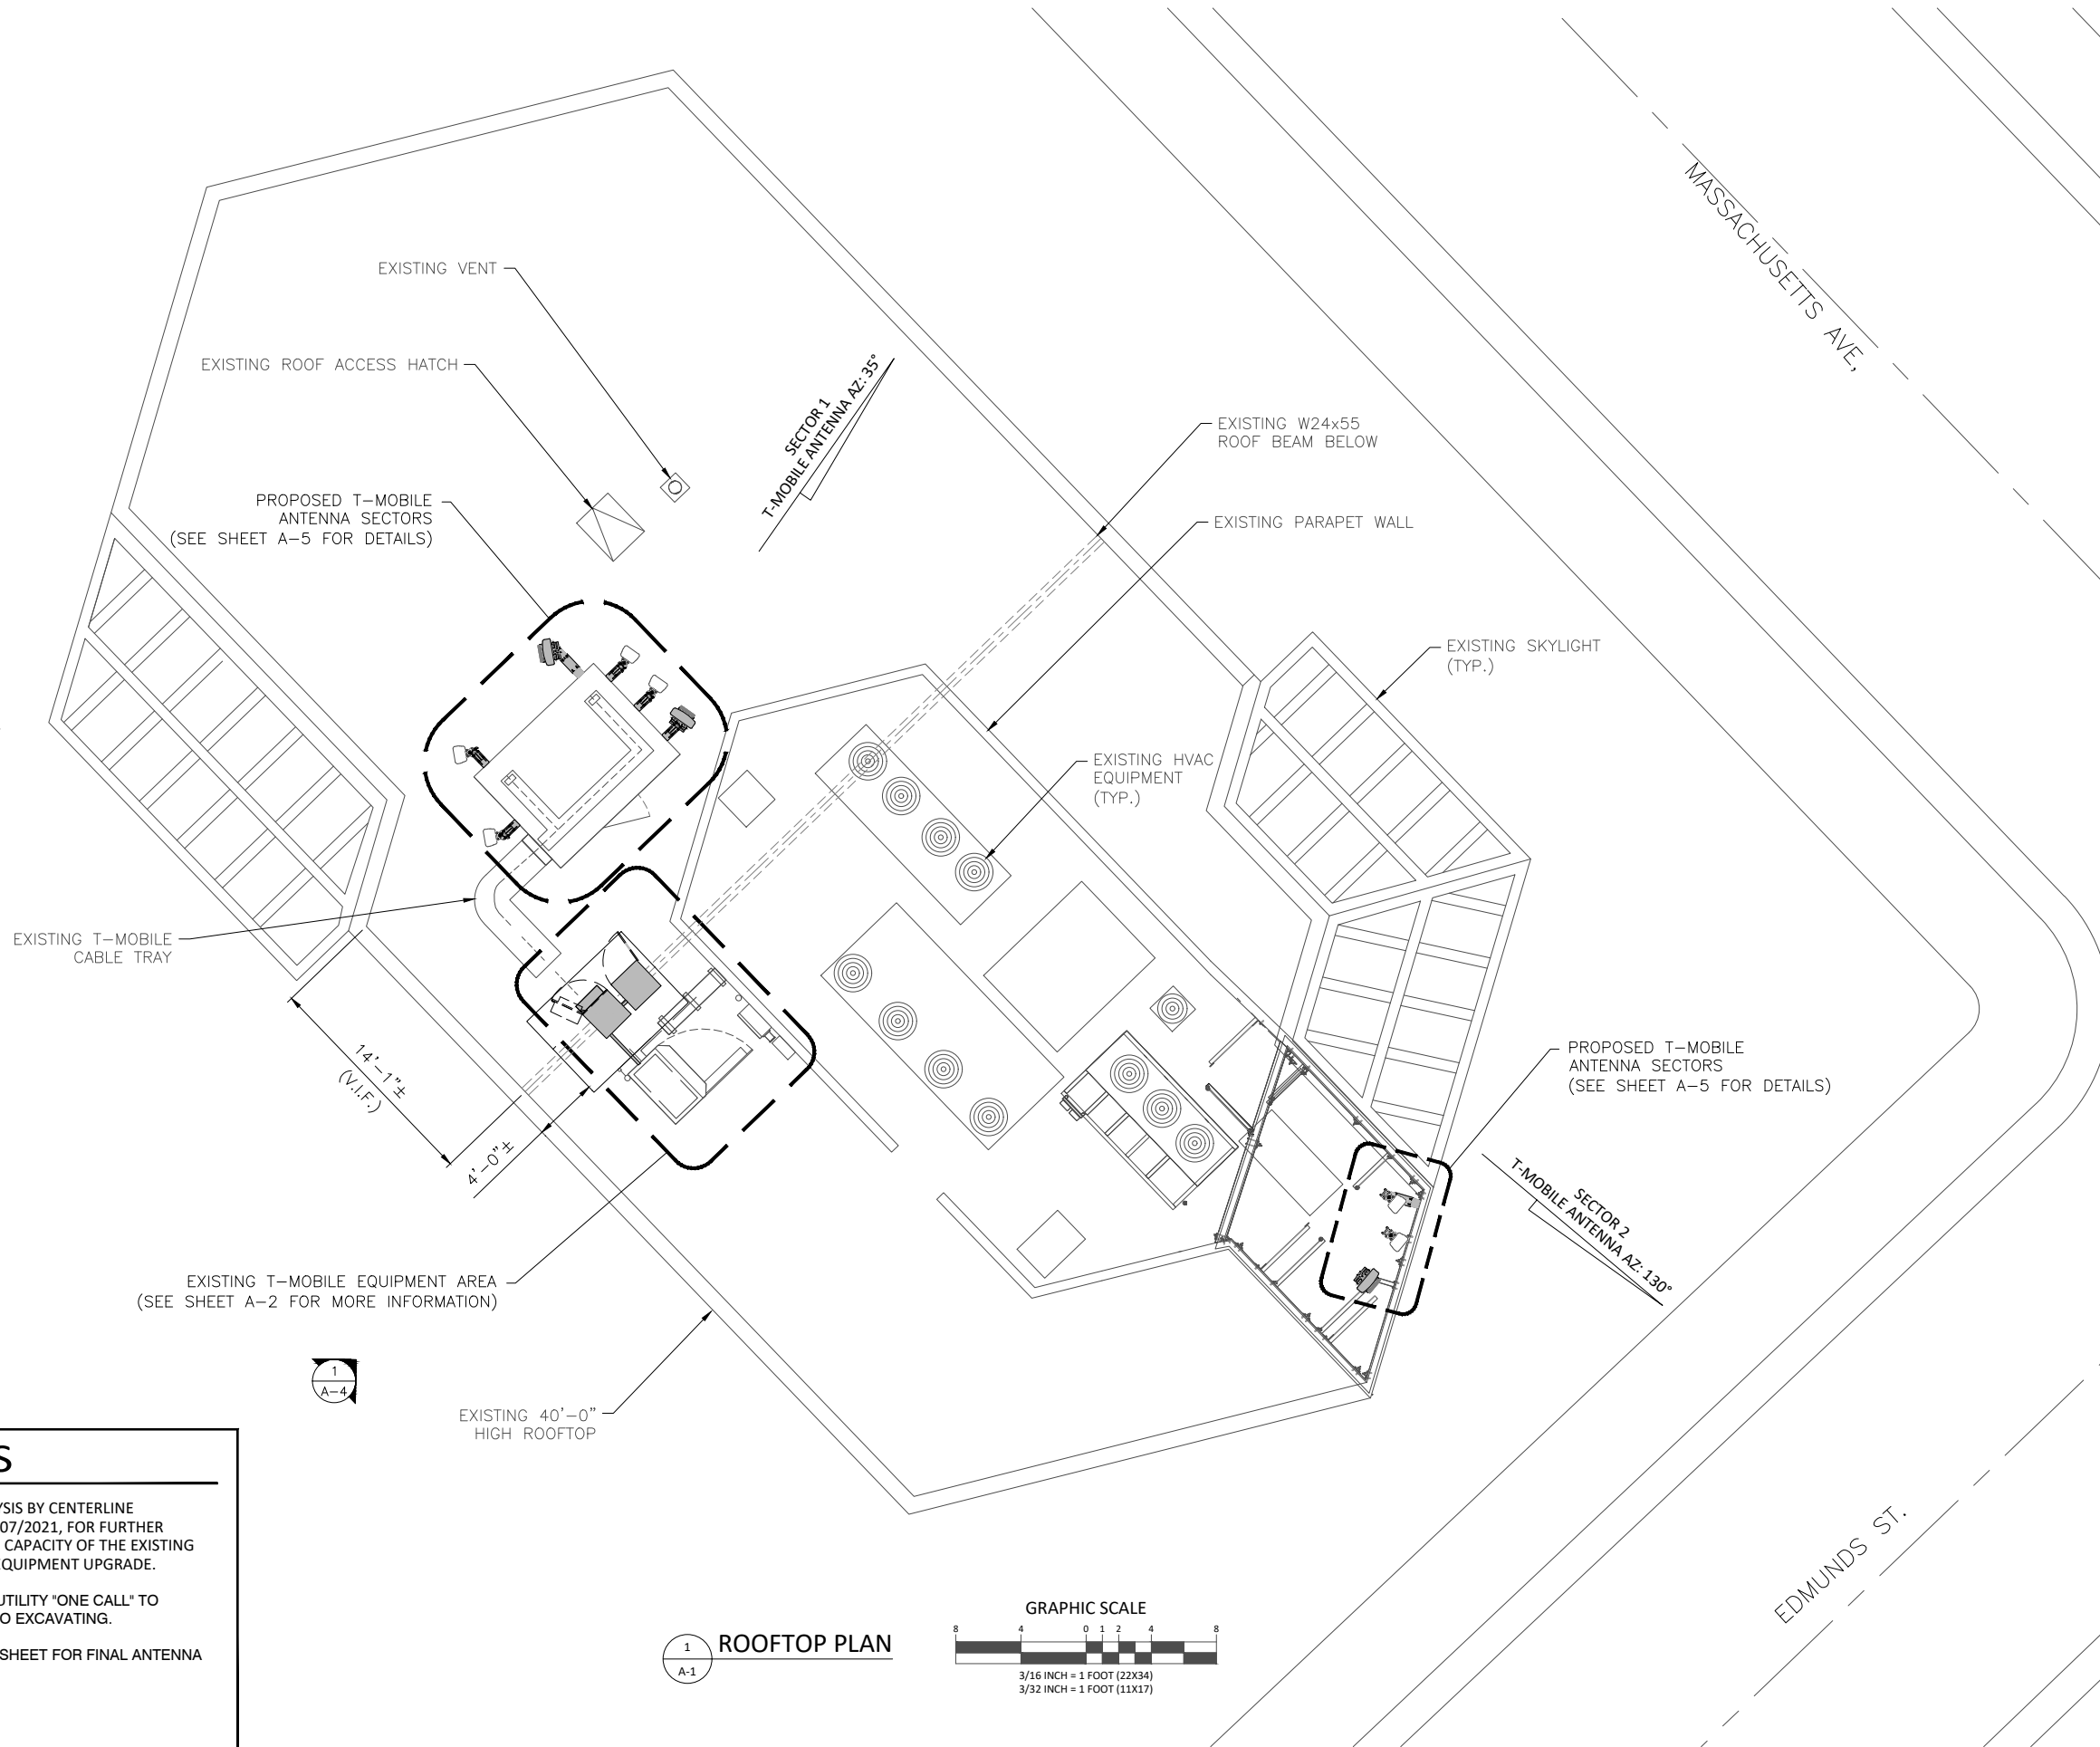 MASSACHUSETTS AVE,
EXISTING VENT
EXISTING ROOF ACCESS HATCH
SECTOR 1
T-MOBILE ANTENNA AZ: 35°
EXISTING W24x55
ROOF BEAM BELOW
PROPOSED T-MOBILE
ANTENNA SECTORS
(SEE SHEET A-5 FOR DETAILS)
EXISTING PARAPET WALL
EXISTING SKYLIGHT
(TYP.)
EXISTING HVAC
EQUIPMENT
(TYP.)
EXISTING T-MOBILE
CABLE TRAY
14'-1"±
(V.I.F.)
4'-0"±
PROPOSED T-MOBILE
ANTENNA SECTORS
(SEE SHEET A-5 FOR DETAILS)
SECTOR 2
T-MOBILE ANTENNA AZ: 130°
EXISTING T-MOBILE EQUIPMENT AREA
(SEE SHEET A-2 FOR MORE INFORMATION)
1
A-4
EXISTING 40'-0"
HIGH ROOFTOP
S
YSIS BY CENTERLINE
07/2021, FOR FURTHER
CAPACITY OF THE EXISTING
EQUIPMENT UPGRADE.
UTILITY "ONE CALL" TO
O EXCAVATING.
SHEET FOR FINAL ANTENNA
EDMUNDS ST.
1
A-1
ROOFTOP PLAN
GRAPHIC SCALE
8 4 0 1 2 4 8
3/16 INCH = 1 FOOT (22X34)
3/32 INCH = 1 FOOT (11X17)